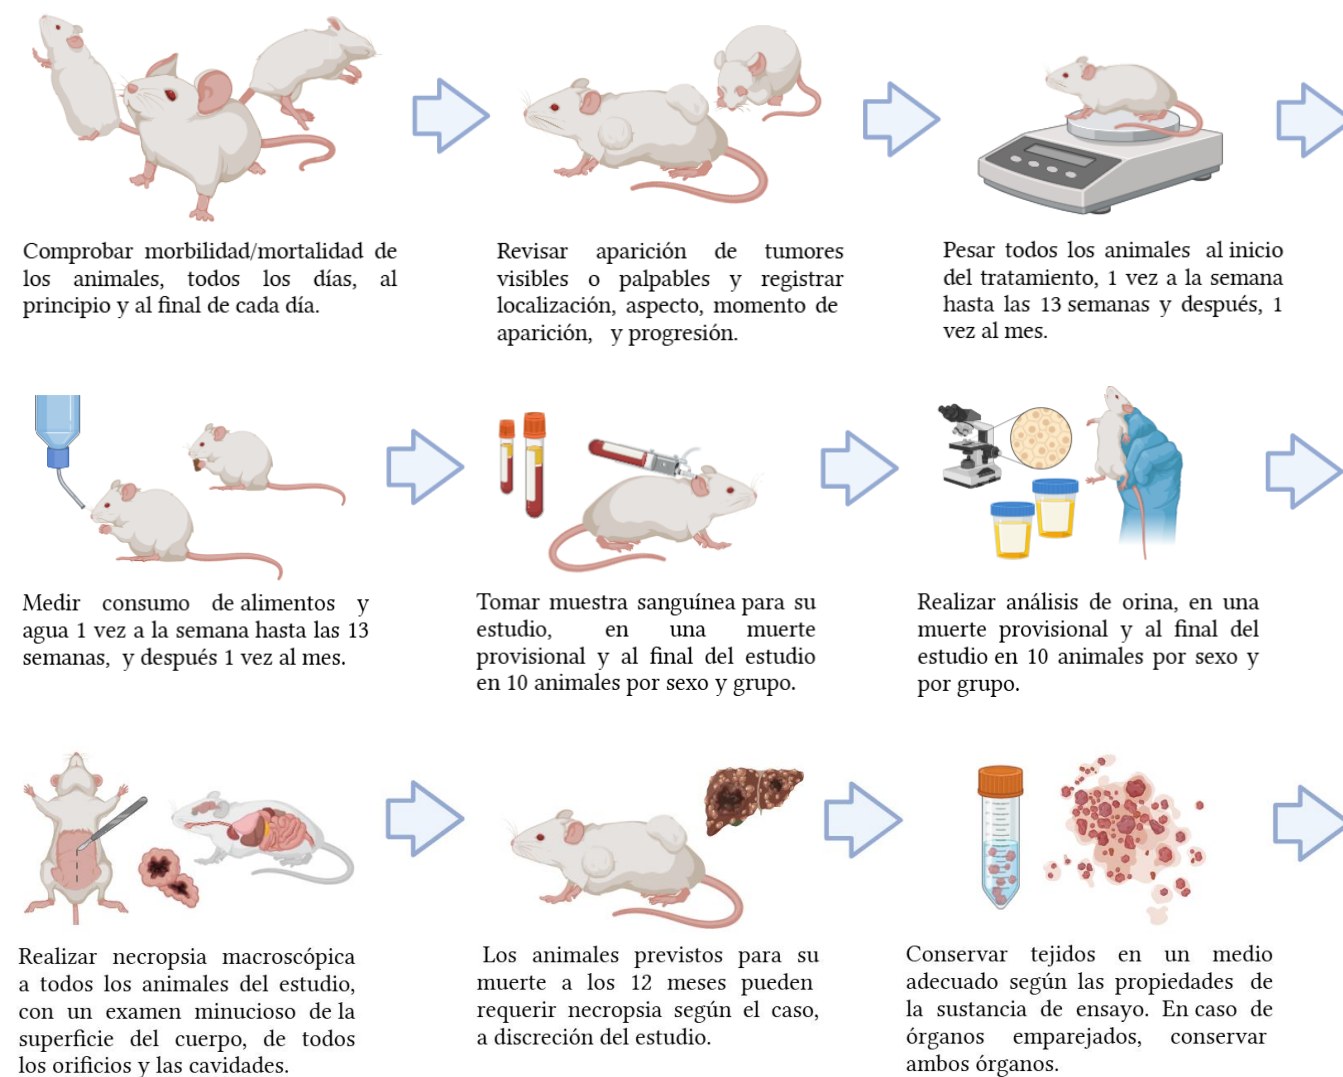 Comprobar morbilidad/mortalidad de
los animales, todos los días, al
principio y al final de cada día.
Revisar aparición de tumores
visibles o palpables y registrar
localización, aspecto, momento de
aparición, y progresión.
Pesar todos los animales al inicio
del tratamiento, 1 vez a la semana
hasta las 13 semanas y después, 1
vez al mes.
Medir consumo de alimentos y
agua 1 vez a la semana hasta las 13
semanas, y después 1 vez al mes.
Tomar muestra sanguínea para su
estudio, en una muerte
provisional y al final del estudio
en 10 animales por sexo y grupo.
Realizar análisis de orina, en una
muerte provisional y al final del
estudio en 10 animales por sexo y
por grupo.
Realizar necropsia macroscópica
a todos los animales del estudio,
con un examen minucioso de la
superficie del cuerpo, de todos
los orificios y las cavidades.
Los animales previstos para su
muerte a los 12 meses pueden
requerir necropsia según el caso,
a discreción del estudio.
Conservar tejidos en un medio
adecuado según las propiedades de
la sustancia de ensayo. En caso de
órganos emparejados, conservar
ambos órganos.